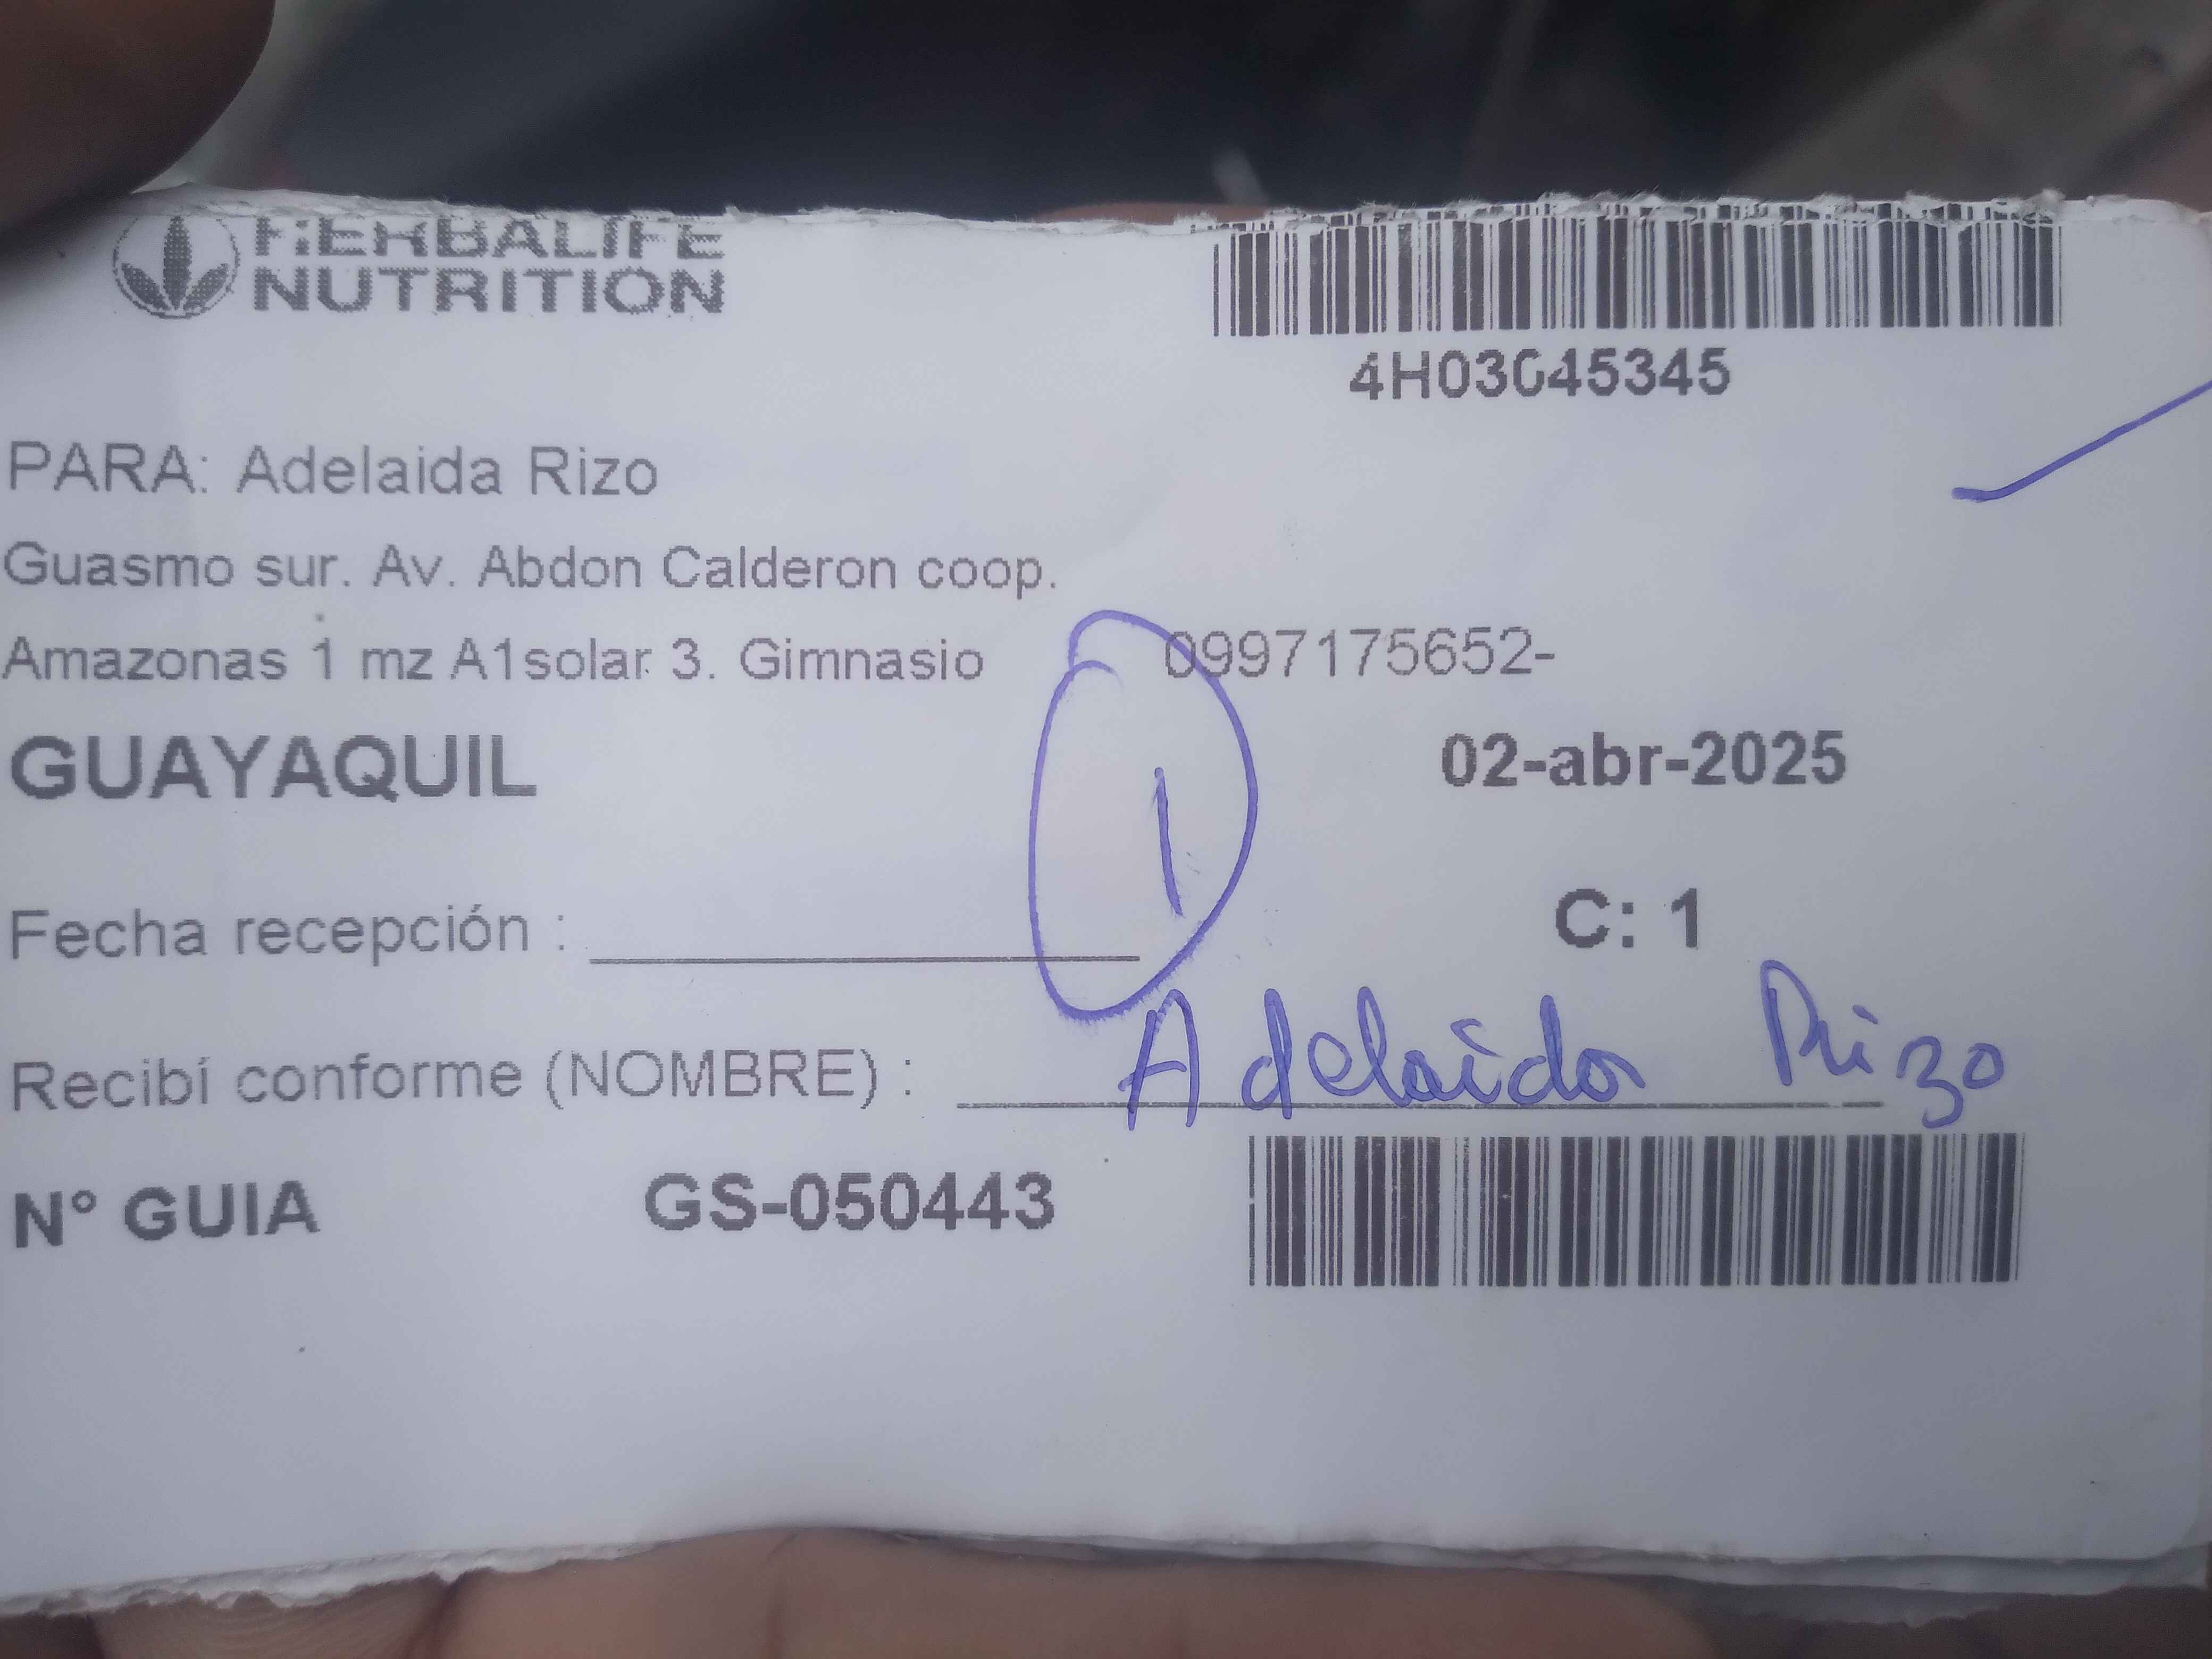 HERBALIFE
NUTRITION
4H03045345
PARA: Adelaida Rizo
Guasmo sur. Av. Abdon Calderon coop.
Amazonas 1 mz A1solar 3. Gimnasio 0997175652-
GUAYAQUIL 02-abr-2025
1
Fecha recepción : C: 1
Recibí conforme (NOMBRE) : Adelaida Rizo
N° GUIA GS-050443